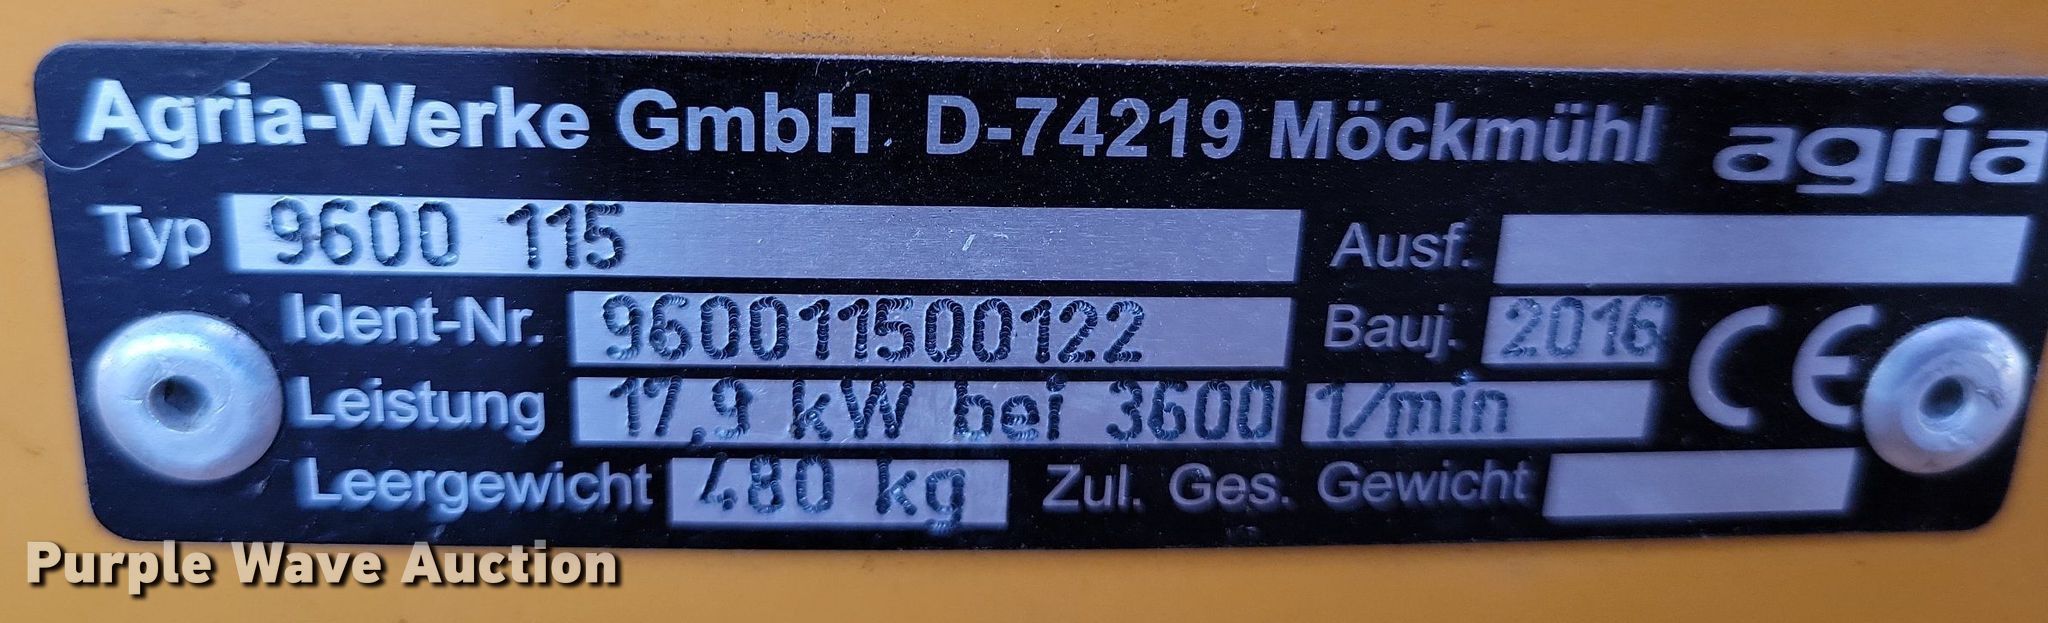 Agria-Werke GmbH D-74219 Möckmühl agria
Typ 9600 115 Ausf.
Ident-Nr. 960011500122 Bauj. 2016 CE
Leistung 17,9 kW bei 3600 1/min
Leergewicht 480 kg Zul. Ges. Gewicht
Purple Wave Auction